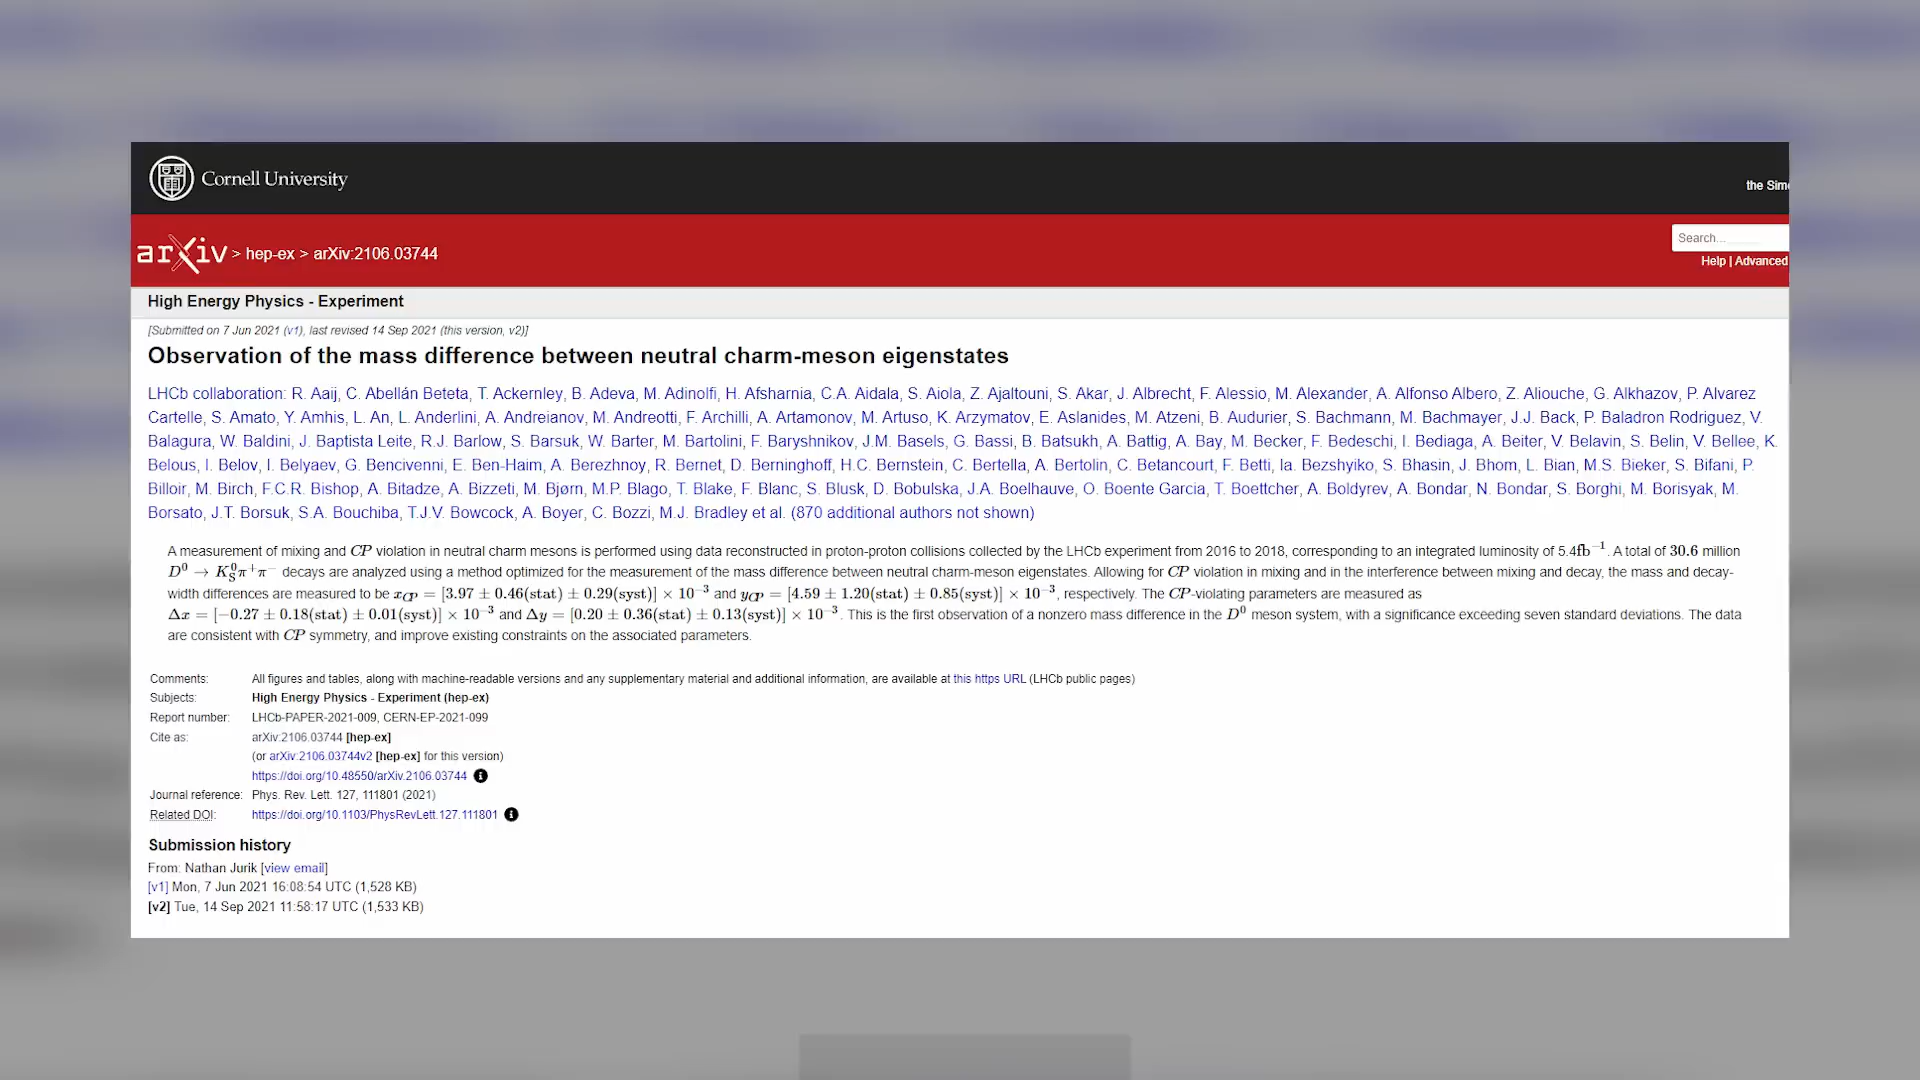 Cornell University
the Sim
arXiv > hep-ex > arXiv:2106.03744
Search...
Help | Advanced
High Energy Physics - Experiment
[Submitted on 7 Jun 2021 (v1), last revised 14 Sep 2021 (this version, v2)]
Observation of the mass difference between neutral charm-meson eigenstates
LHCb collaboration: R. Aaij, C. Abellán Beteta, T. Ackernley, B. Adeva, M. Adinolfi, H. Afsharnia, C.A. Aidala, S. Aiola, Z. Ajaltouni, S. Akar, J. Albrecht, F. Alessio, M. Alexander, A. Alfonso Albero, Z. Aliouche, G. Alkhazov, P. Alvarez
Cartelle, S. Amato, Y. Amhis, L. An, L. Anderlini, A. Andreianov, M. Andreotti, F. Archilli, A. Artamonov, M. Artuso, K. Arzymatov, E. Aslanides, M. Atzeni, B. Audurier, S. Bachmann, M. Bachmayer, J.J. Back, P. Baladron Rodriguez, V.
Balagura, W. Baldini, J. Baptista Leite, R.J. Barlow, S. Barsuk, W. Barter, M. Bartolini, F. Baryshnikov, J.M. Basels, G. Bassi, B. Batsukh, A. Battig, A. Bay, M. Becker, F. Bedeschi, I. Bediaga, A. Beiter, V. Belavin, S. Belin, V. Bellee, K.
Belous, I. Belov, I. Belyaev, G. Bencivenni, E. Ben-Haim, A. Berezhnoy, R. Bernet, D. Berninghoff, H.C. Bernstein, C. Bertella, A. Bertolin, C. Betancourt, F. Betti, Ia. Bezshyiko, S. Bhasin, J. Bhom, L. Bian, M.S. Bieker, S. Bifani, P.
Billoir, M. Birch, F.C.R. Bishop, A. Bitadze, A. Bizzeti, M. Bjørn, M.P. Blago, T. Blake, F. Blanc, S. Blusk, D. Bobulska, J.A. Boelhauve, O. Boente Garcia, T. Boettcher, A. Boldyrev, A. Bondar, N. Bondar, S. Borghi, M. Borisyak, M.
Borsato, J.T. Borsuk, S.A. Bouchiba, T.J.V. Bowcock, A. Boyer, C. Bozzi, M.J. Bradley et al. (870 additional authors not shown)
A measurement of mixing and CP violation in neutral charm mesons is performed using data reconstructed in proton-proton collisions collected by the LHCb experiment from 2016 to 2018, corresponding to an integrated luminosity of 5.4fb⁻¹. A total of 30.6 million
D⁰ → K⁰_S π⁺π⁻ decays are analyzed using a method optimized for the measurement of the mass difference between neutral charm-meson eigenstates. Allowing for CP violation in mixing and in the interference between mixing and decay, the mass and decay-
width differences are measured to be x_CP = [3.97 ± 0.46(stat) ± 0.29(syst)] × 10⁻³ and y_CP = [4.59 ± 1.20(stat) ± 0.85(syst)] × 10⁻³, respectively. The CP-violating parameters are measured as
Δx = [−0.27 ± 0.18(stat) ± 0.01(syst)] × 10⁻³ and Δy = [0.20 ± 0.36(stat) ± 0.13(syst)] × 10⁻³. This is the first observation of a nonzero mass difference in the D⁰ meson system, with a significance exceeding seven standard deviations. The data
are consistent with CP symmetry, and improve existing constraints on the associated parameters.
Comments: All figures and tables, along with machine-readable versions and any supplementary material and additional information, are available at this https URL (LHCb public pages)
Subjects: High Energy Physics - Experiment (hep-ex)
Report number: LHCb-PAPER-2021-009, CERN-EP-2021-099
Cite as: arXiv:2106.03744 [hep-ex]
(or arXiv:2106.03744v2 [hep-ex] for this version)
https://doi.org/10.48550/arXiv.2106.03744
Journal reference: Phys. Rev. Lett. 127, 111801 (2021)
Related DOI: https://doi.org/10.1103/PhysRevLett.127.111801
Submission history
From: Nathan Jurik [view email]
[v1] Mon, 7 Jun 2021 16:08:54 UTC (1,528 KB)
[v2] Tue, 14 Sep 2021 11:58:17 UTC (1,533 KB)